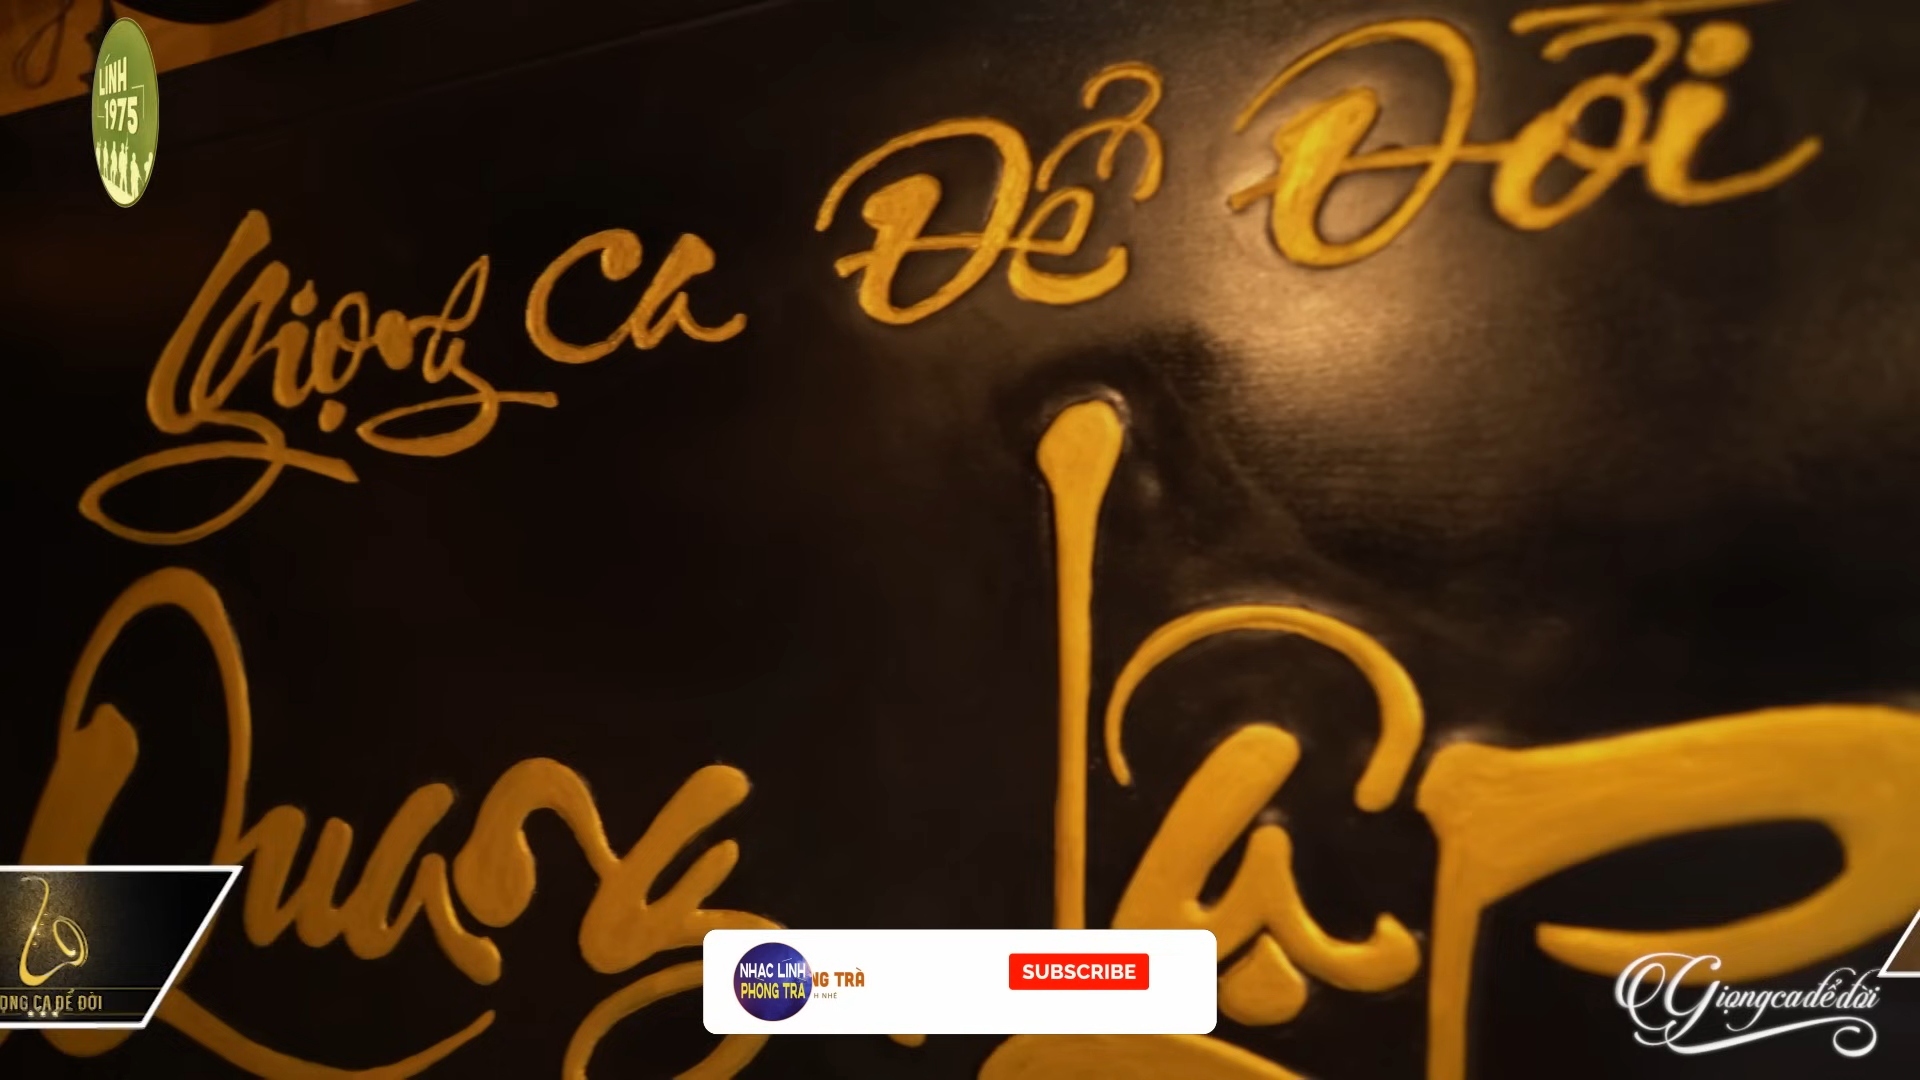 LÍNH
1975
Giọng Ca Để Đời
Quang Lập
ỌNG CA ĐỂ ĐỜI
NHẠC LÍNH
PHÒNG TRÀ
NG TRÀ
H NHÉ
SUBSCRIBE
Giọngcađểđời